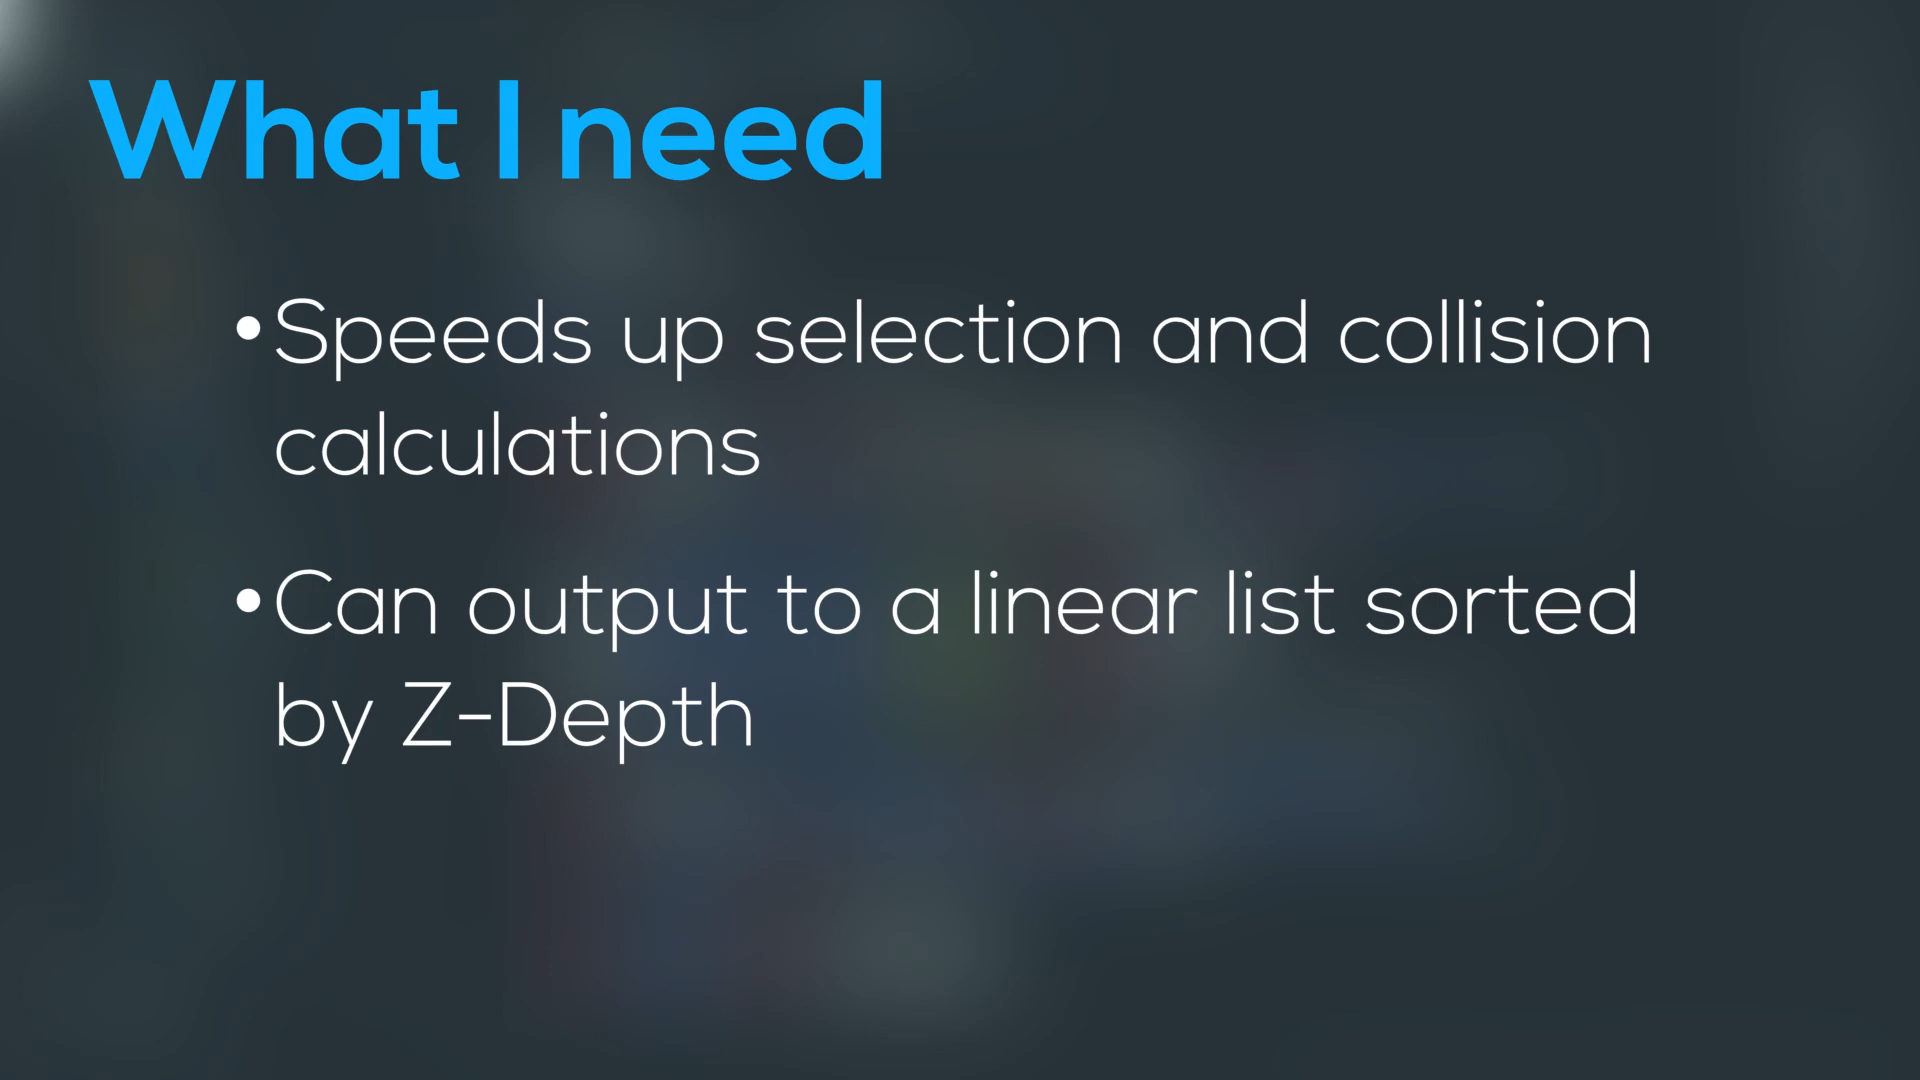 What I need
•Speeds up selection and collision
calculations
•Can output to a linear list sorted
by Z-Depth